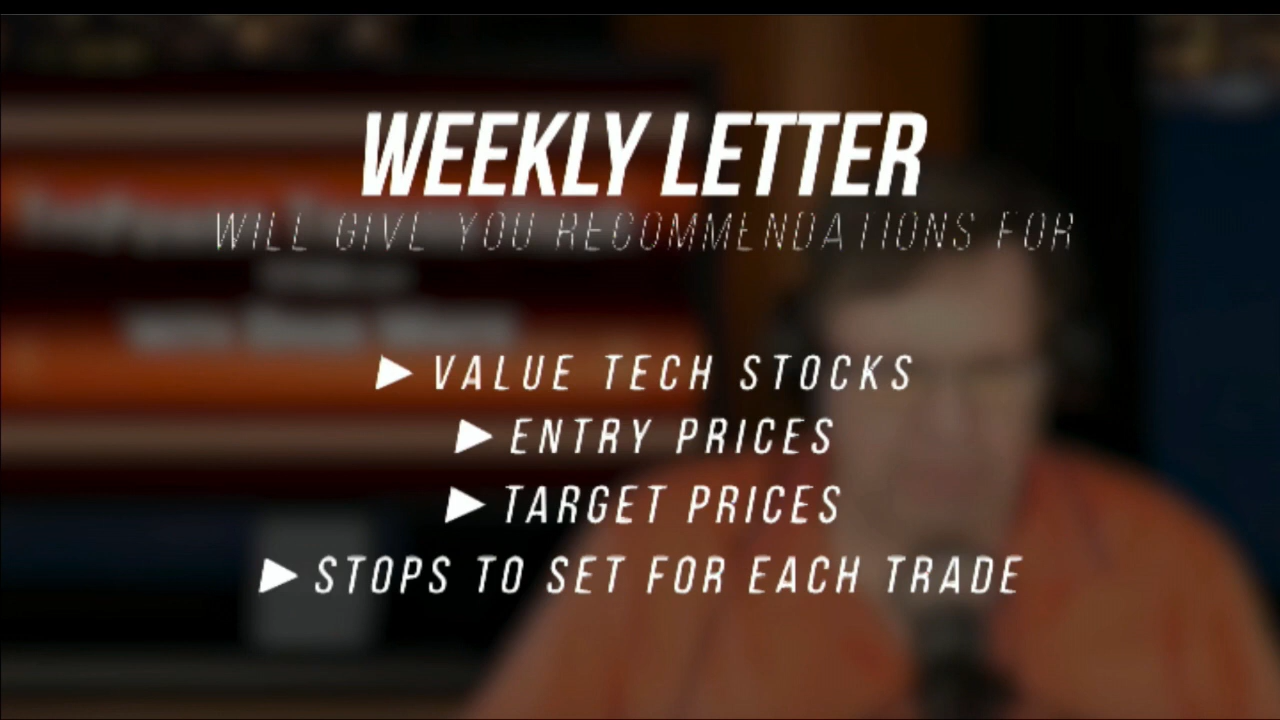 WEEKLY LETTER
WILL GIVE YOU RECOMMENDATIONS FOR
▶ VALUE TECH STOCKS
▶ ENTRY PRICES
▶ TARGET PRICES
▶ STOPS TO SET FOR EACH TRADE